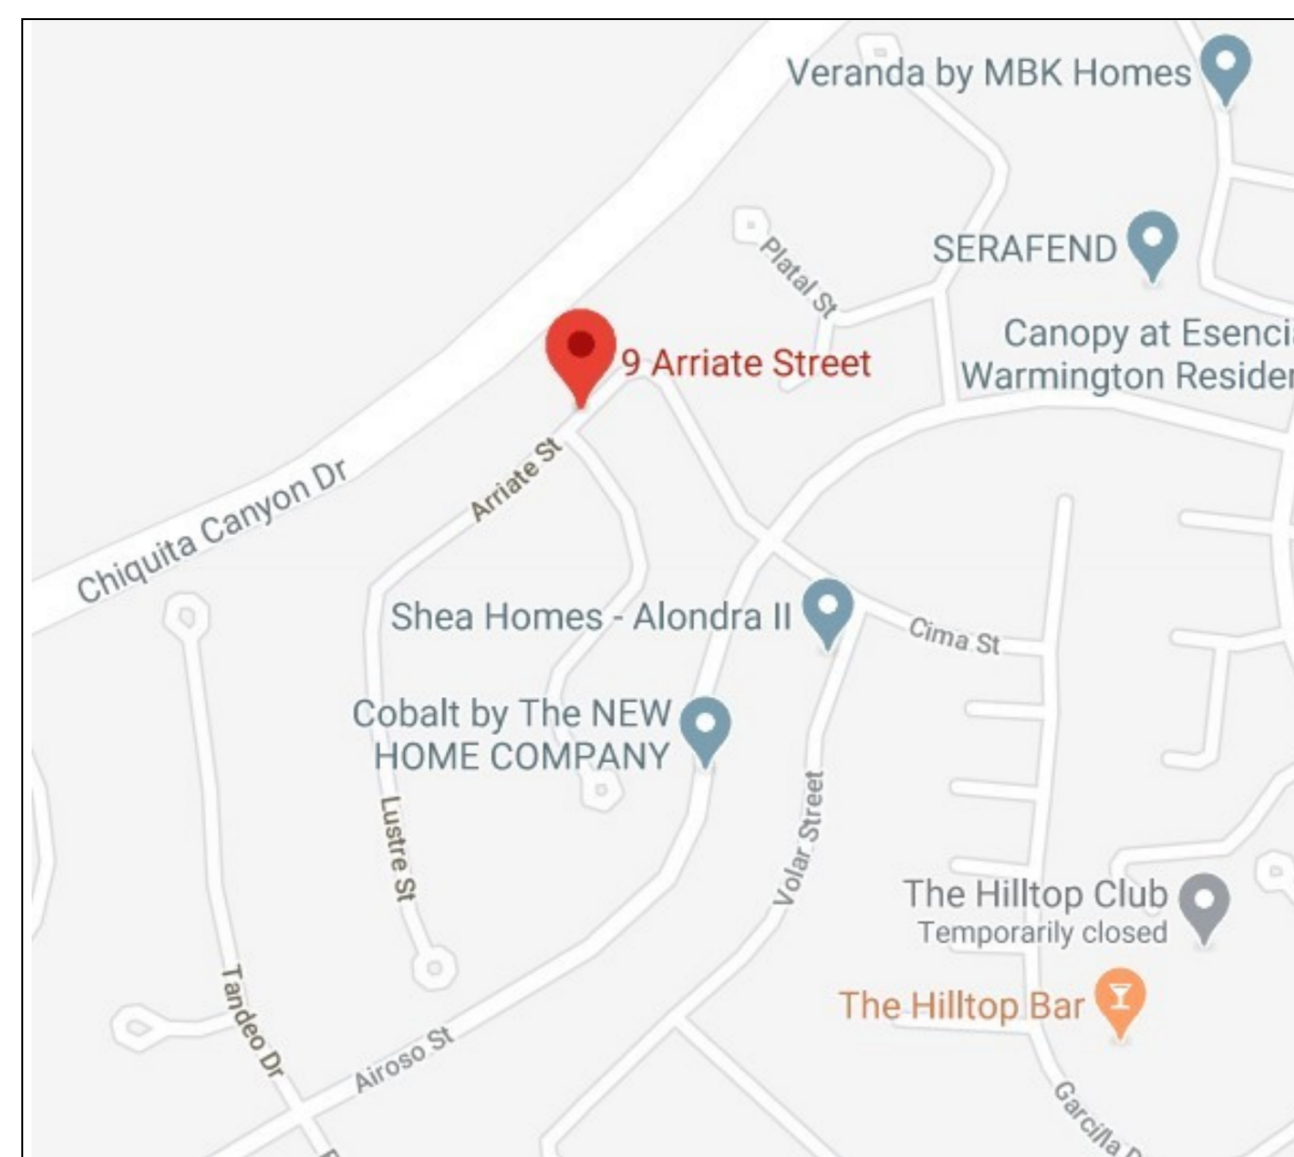 Veranda by MBK Homes
Platal St
SERAFEND
Canopy at Esenci
Warmington Resider
9 Arriate Street
Arriate St
Chiquita Canyon Dr
Shea Homes - Alondra II
Cima St
Cobalt by The NEW
HOME COMPANY
Lustre St
Volar Street
The Hilltop Club
Temporarily closed
The Hilltop Bar
Tandeo Dr
Airoso St
Garcilla